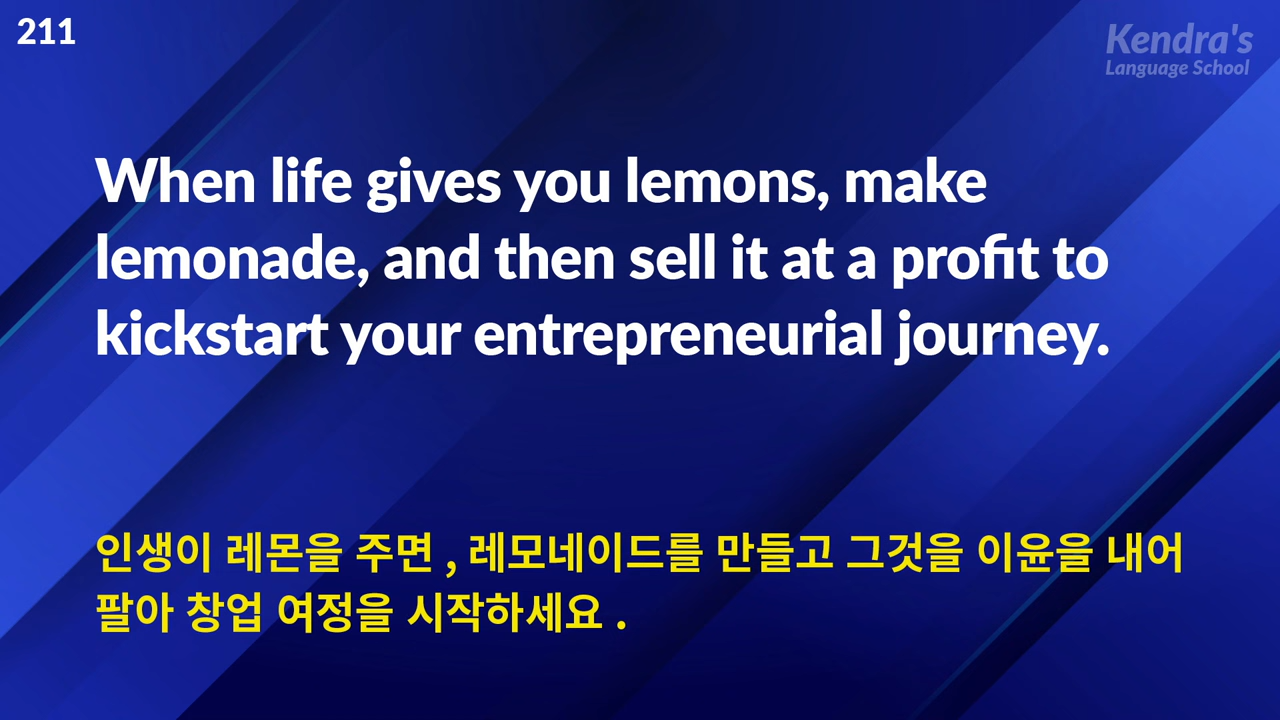 211
Kendra's
Language School
When life gives you lemons, make
lemonade, and then sell it at a profit to
kickstart your entrepreneurial journey.
인생이 레몬을 주면 , 레모네이드를 만들고 그것을 이윤을 내어
팔아 창업 여정을 시작하세요 .